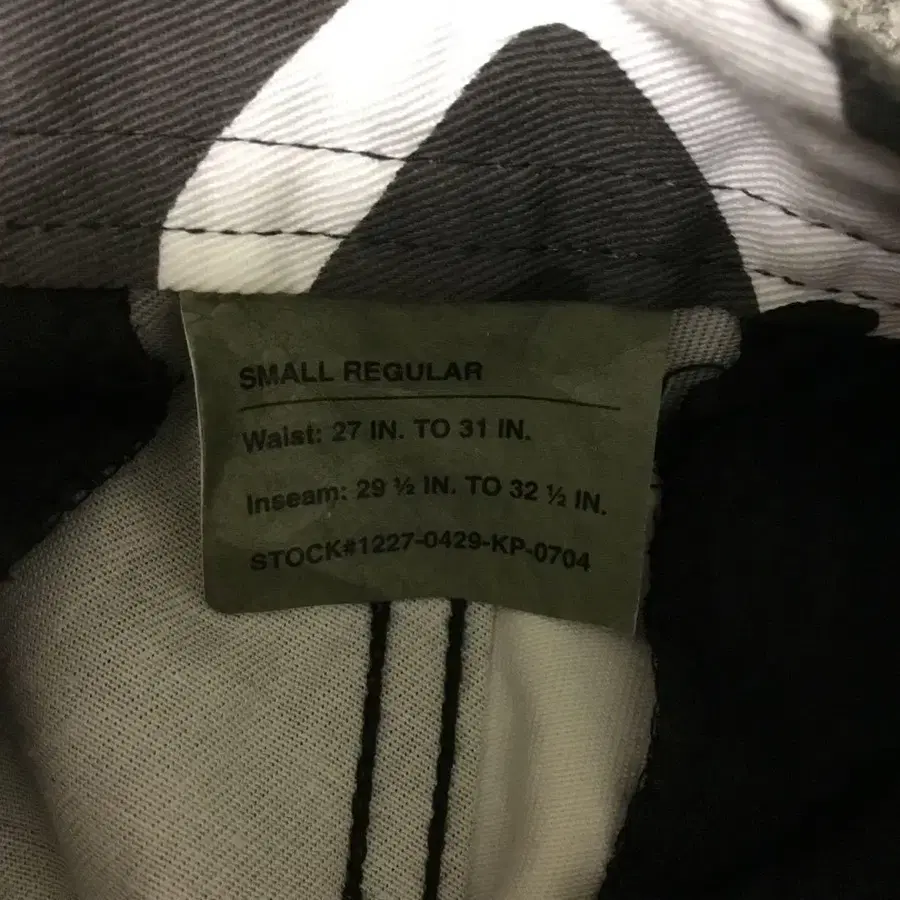 SMALL REGULAR
Waist: 27 IN. TO 31 IN.
Inseam: 29 ½ IN. TO 32 ½ IN.
STOCK#1227-0429-KP-0704